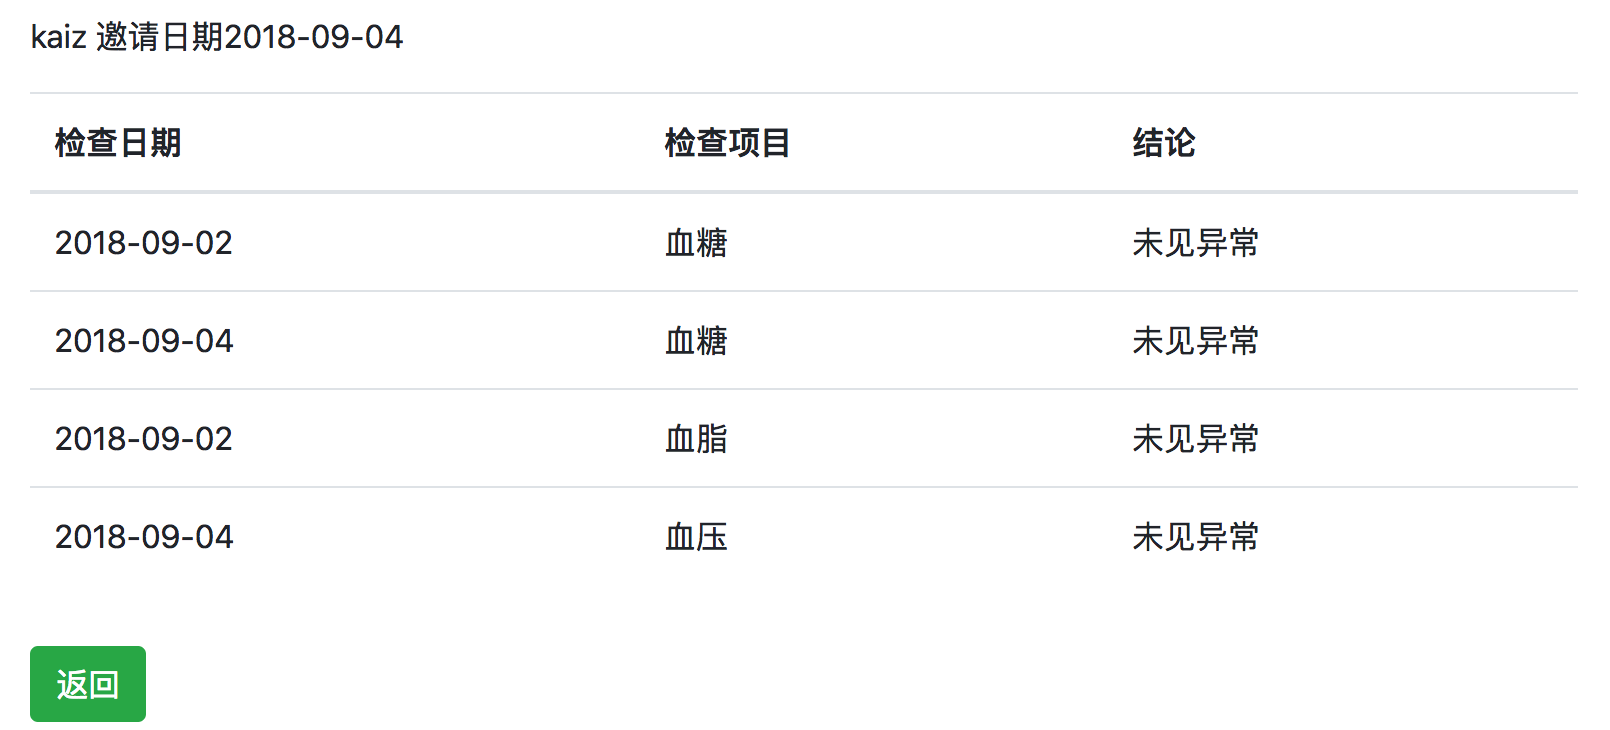 kaiz 邀请日期2018-09-04
检查日期 检查项目 结论
2018-09-02 血糖 未见异常
2018-09-04 血糖 未见异常
2018-09-02 血脂 未见异常
2018-09-04 血压 未见异常
返回